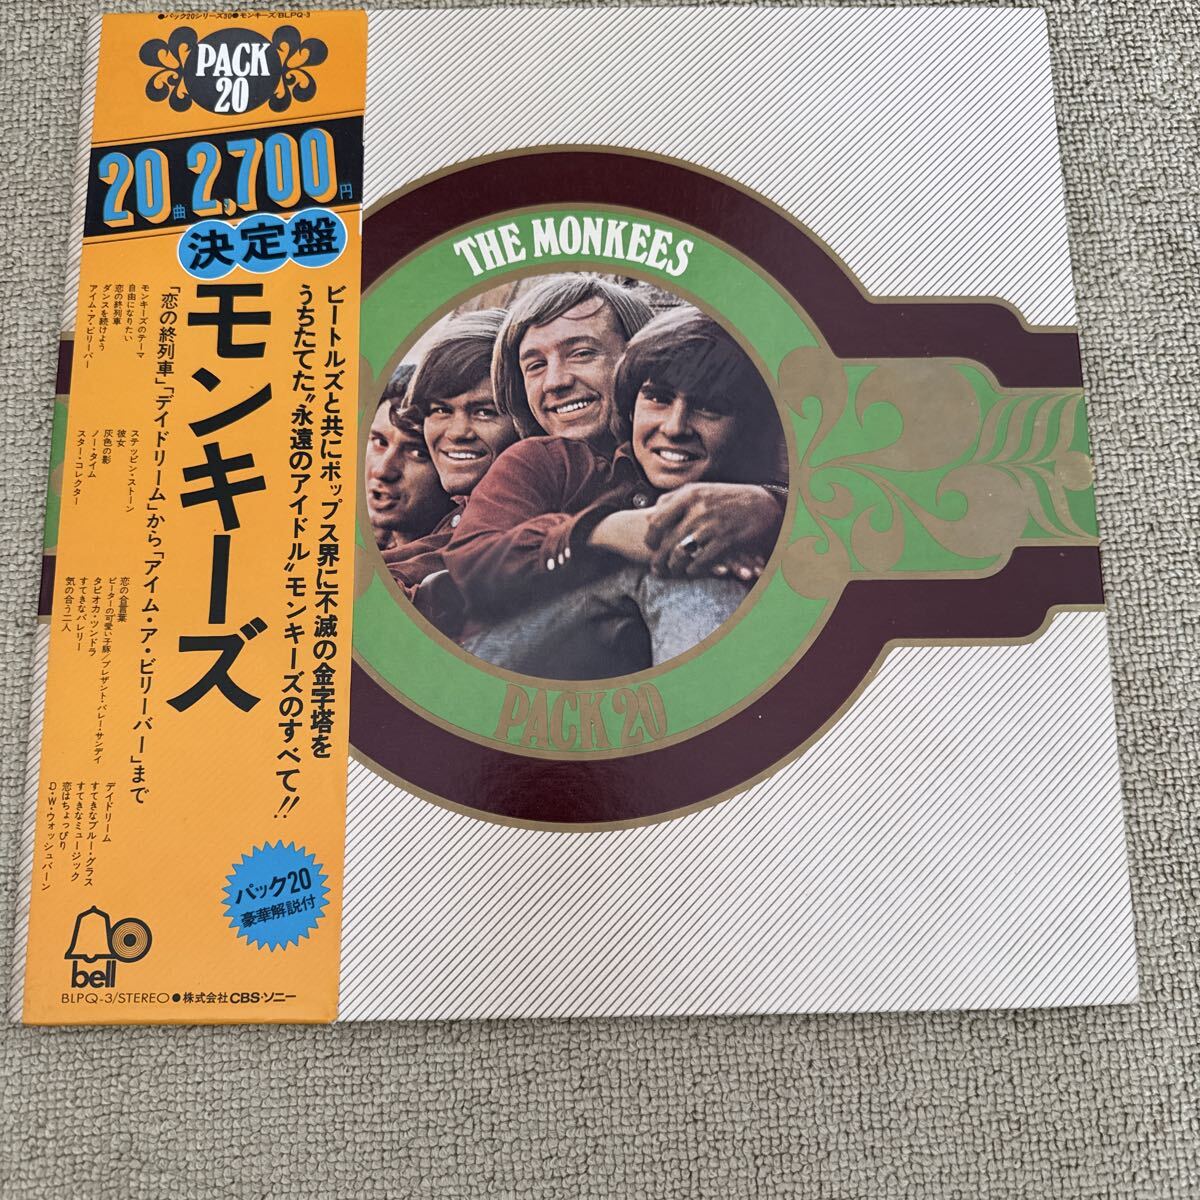 ●パック20シリーズ30●モンキーズ/BLPQ-3
PACK
20
20曲 2,700円
決定盤
モンキーズ
ビートルズと共にポップス界に不滅の金字塔を
うちたてた"永遠のアイドル"モンキーズのすべて!!
「恋の終列車」「デイドリーム」から「アイム・ア・ビリーバー」まで
モンキーズのテーマ
自由になりたい
恋の終列車
ダンスを続けよう
アイム・ア・ビリーバー
ステッピン・ストーン
彼女
灰色の影
ノー・タイム
スター・コレクター
恋の合言葉
ピーターの可愛い子豚/プレザント・バレー・サンデイ
タピオカ・ツンドラ
すてきなバレリー
気の合う二人
デイドリーム
すてきなブルー・グラス
すてきなミュージック
恋はちょっぴり
D・W・ウォッシュバーン
パック20
豪華解説付
bell
BLPQ-3/STEREO●株式会社CBS・ソニー
THE MONKEES
PACK 20